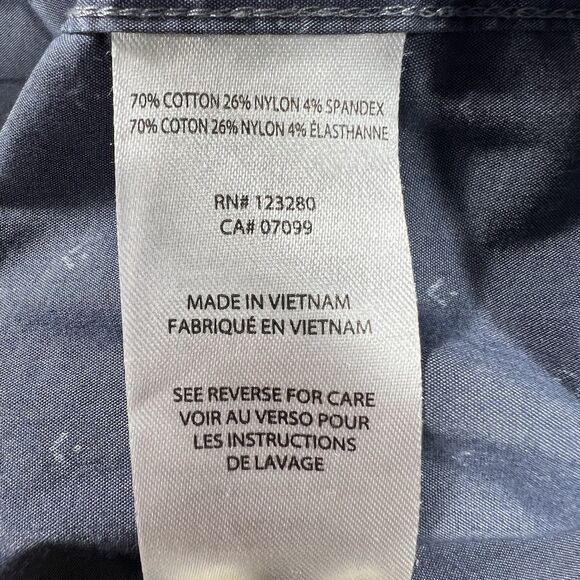 70% COTTON 26% NYLON 4% SPANDEX
70% COTON 26% NYLON 4% ÉLASTHANNE
RN# 123280
CA# 07099
MADE IN VIETNAM
FABRIQUÉ EN VIETNAM
SEE REVERSE FOR CARE
VOIR AU VERSO POUR
LES INSTRUCTIONS
DE LAVAGE